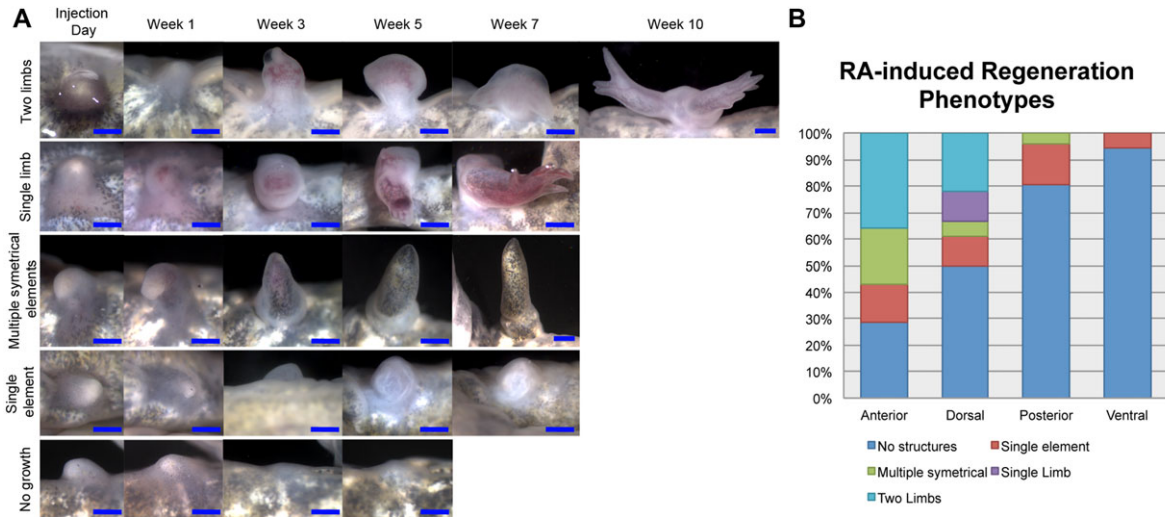 A
Injection
Day
Week 1
Week 3
Week 5
Week 7
Week 10
Two limbs
Single limb
Multiple symetrical
elements
Single
element
No growth
B
RA-induced Regeneration
Phenotypes
100%
90%
80%
70%
60%
50%
40%
30%
20%
10%
0%
Anterior
Dorsal
Posterior
Ventral
No structures
Single element
Multiple symetrical
Single Limb
Two Limbs